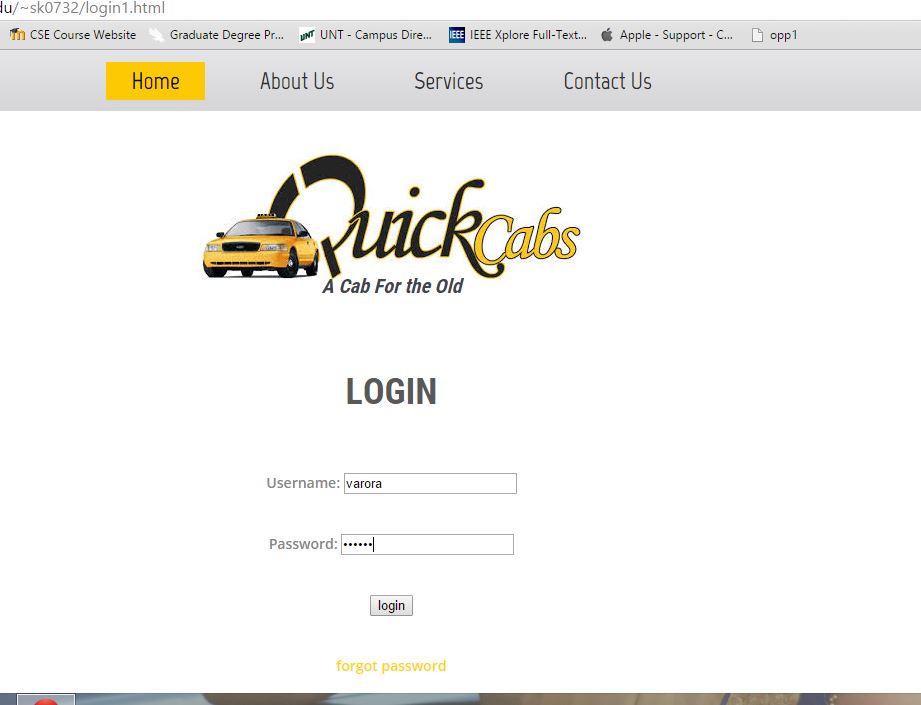 du/~sk0732/login1.html
CSE Course Website Graduate Degree Pr... UNT UNT - Campus Dire... IEEE IEEE Xplore Full-Text... Apple - Support - C... opp1
Home About Us Services Contact Us
QuickCabs
A Cab For the Old
LOGIN
Username: varora
Password: ••••••
login
forgot password